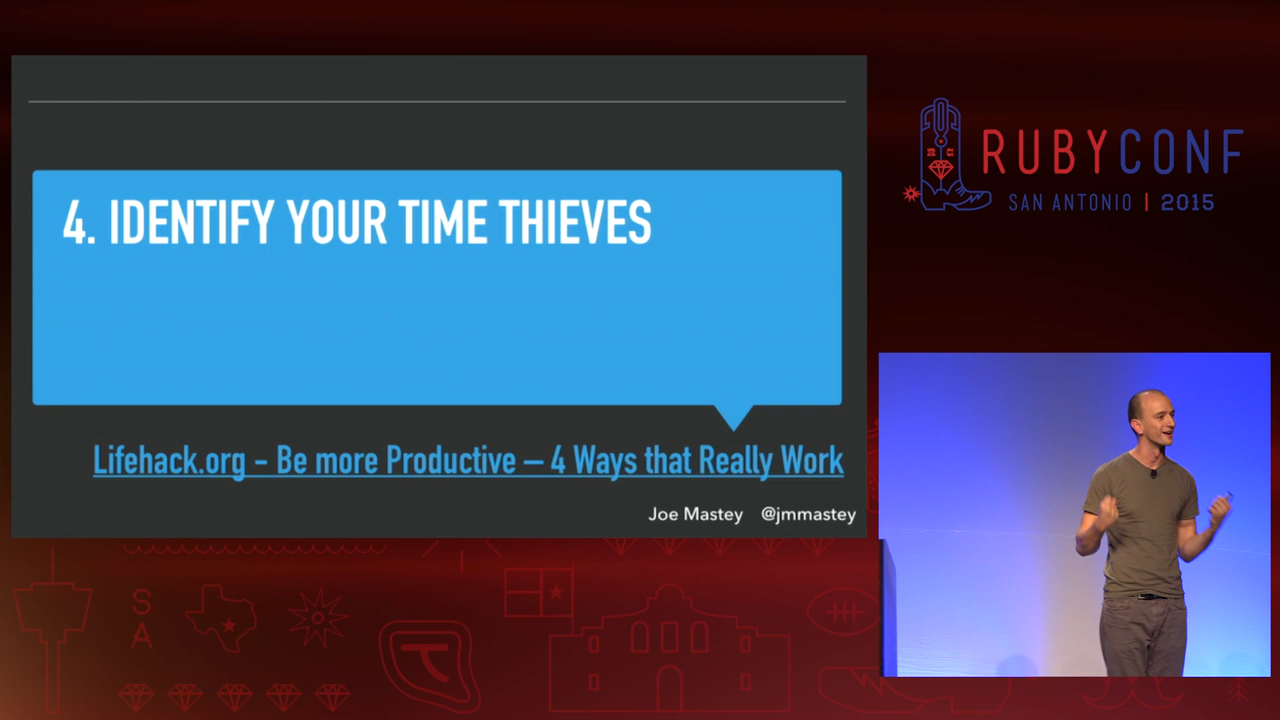 4. IDENTIFY YOUR TIME THIEVES
Lifehack.org – Be more Productive — 4 Ways that Really Work
Joe Mastey @jmmastey
RUBYCONF
SAN ANTONIO | 2015
S
A